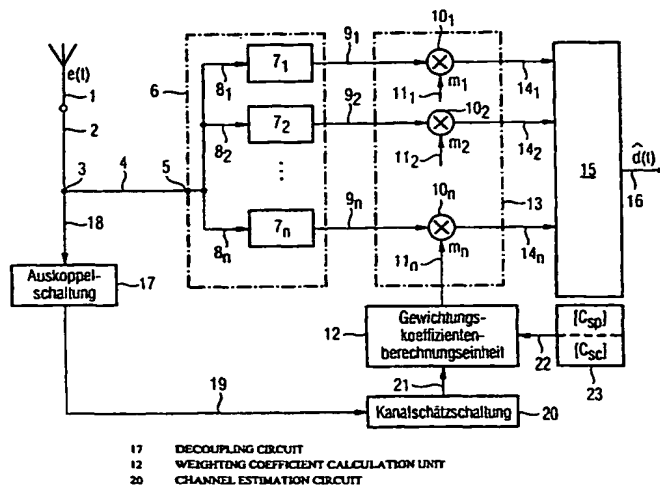 e(t)
1
2
3
4
5
6
8₁
7₁
9₁
10₁
11₁
m₁
14₁
8₂
7₂
9₂
10₂
11₂
m₂
14₂
⋮
8ₙ
7ₙ
9ₙ
10ₙ
11ₙ
mₙ
14ₙ
13
15
d̂(t)
16
18
Auskoppel-
schaltung
17
12
Gewichtungs-
koeffizienten-
berechnungseinheit
[C_sp]
[C_sc]
22
23
21
19
Kanalschätzschaltung
20
17 DECOUPLING CIRCUIT
12 WEIGHTING COEFFICIENT CALCULATION UNIT
20 CHANNEL ESTIMATION CIRCUIT